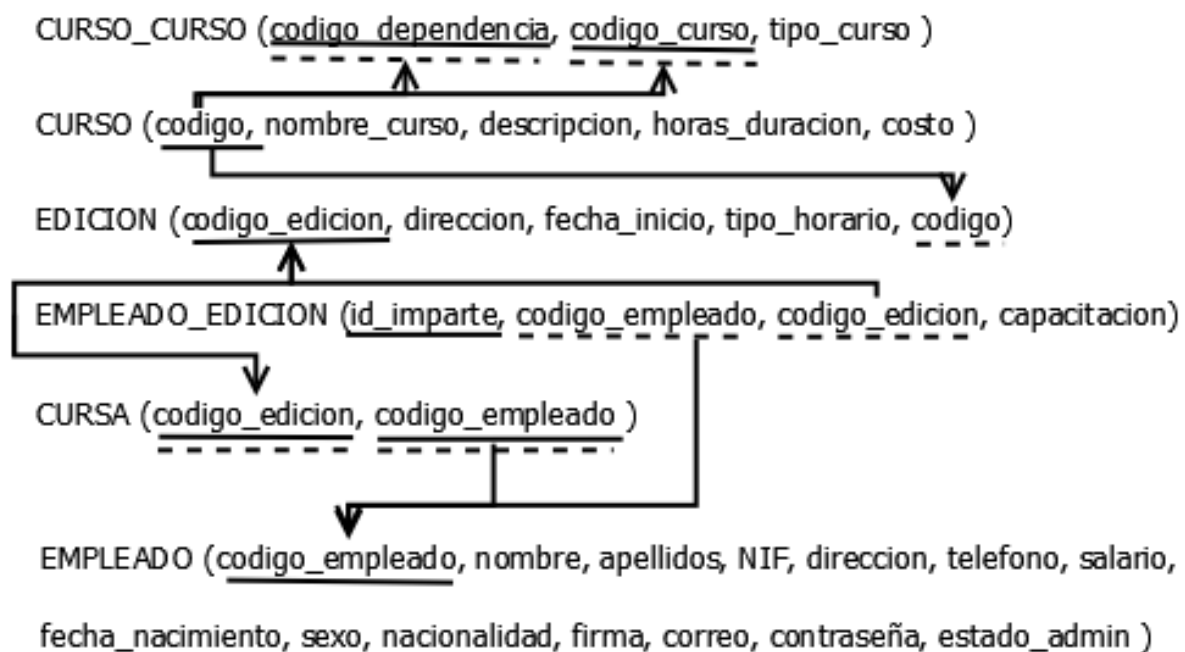 CURSO_CURSO (codigo_dependencia, codigo_curso, tipo_curso )
CURSO (codigo, nombre_curso, descripcion, horas_duracion, costo )
EDICION (codigo_edicion, direccion, fecha_inicio, tipo_horario, codigo)
EMPLEADO_EDICION (id_imparte, codigo_empleado, codigo_edicion, capacitacion)
CURSA (codigo_edicion, codigo_empleado )
EMPLEADO (codigo_empleado, nombre, apellidos, NIF, direccion, telefono, salario,
fecha_nacimiento, sexo, nacionalidad, firma, correo, contraseña, estado_admin )